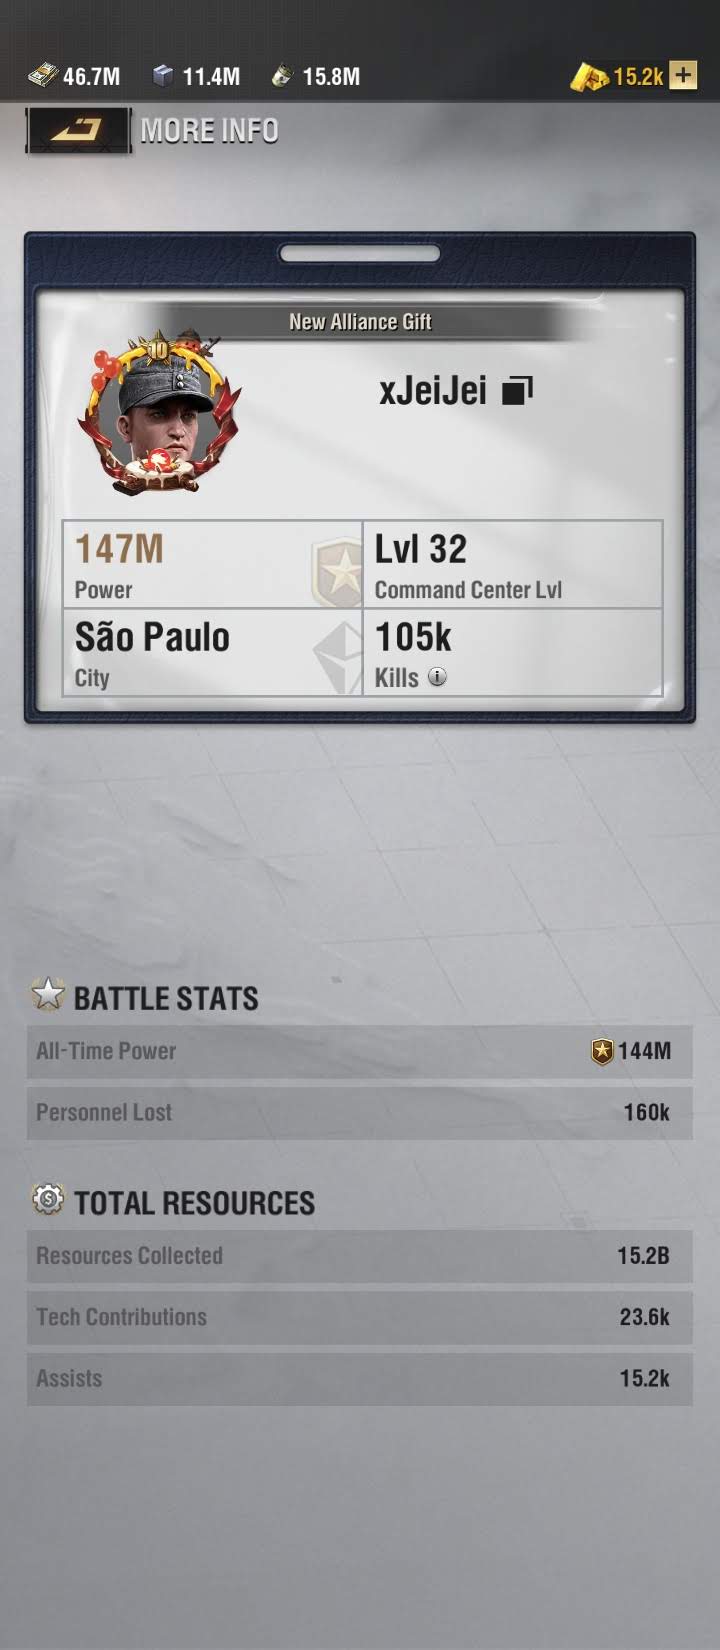 46.7M 11.4M 15.8M 15.2k +
MORE INFO
New Alliance Gift
10
xJeiJei
147M
Power
Lvl 32
Command Center Lvl
São Paulo
City
105k
Kills i
BATTLE STATS
All-Time Power 144M
Personnel Lost 160k
TOTAL RESOURCES
Resources Collected 15.2B
Tech Contributions 23.6k
Assists 15.2k